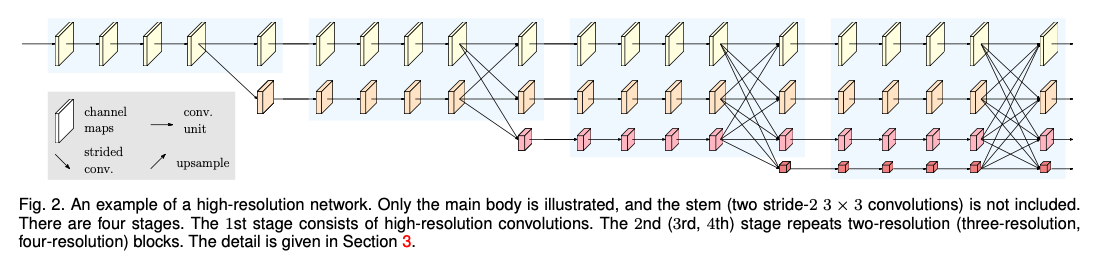 channel
maps
conv.
unit
strided
conv.
upsample
Fig. 2. An example of a high-resolution network. Only the main body is illustrated, and the stem (two stride-2 3 × 3 convolutions) is not included.
There are four stages. The 1st stage consists of high-resolution convolutions. The 2nd (3rd, 4th) stage repeats two-resolution (three-resolution,
four-resolution) blocks. The detail is given in Section 3.